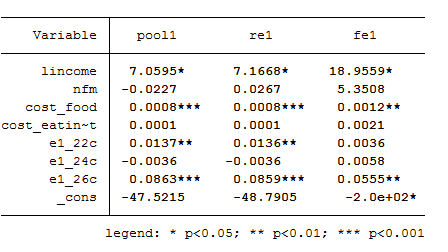 Variable pool1 re1 fe1
lincome 7.0595* 7.1668* 18.9559*
nfm -0.0227 0.0267 5.3508
cost_food 0.0008*** 0.0008*** 0.0012**
cost_eatin~t 0.0001 0.0001 0.0021
e1_22c 0.0137** 0.0136** 0.0036
e1_24c -0.0036 -0.0036 0.0058
e1_26c 0.0863*** 0.0859*** 0.0555**
_cons -47.5215 -48.7905 -2.0e+02*
legend: * p<0.05; ** p<0.01; *** p<0.001